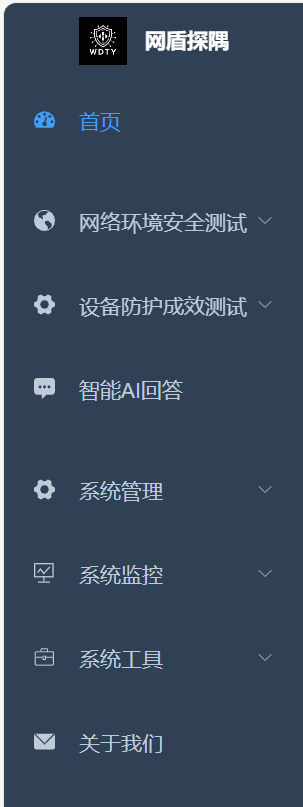 WDTY
网盾探隅
首页
网络环境安全测试
设备防护成效测试
智能AI回答
系统管理
系统监控
系统工具
关于我们